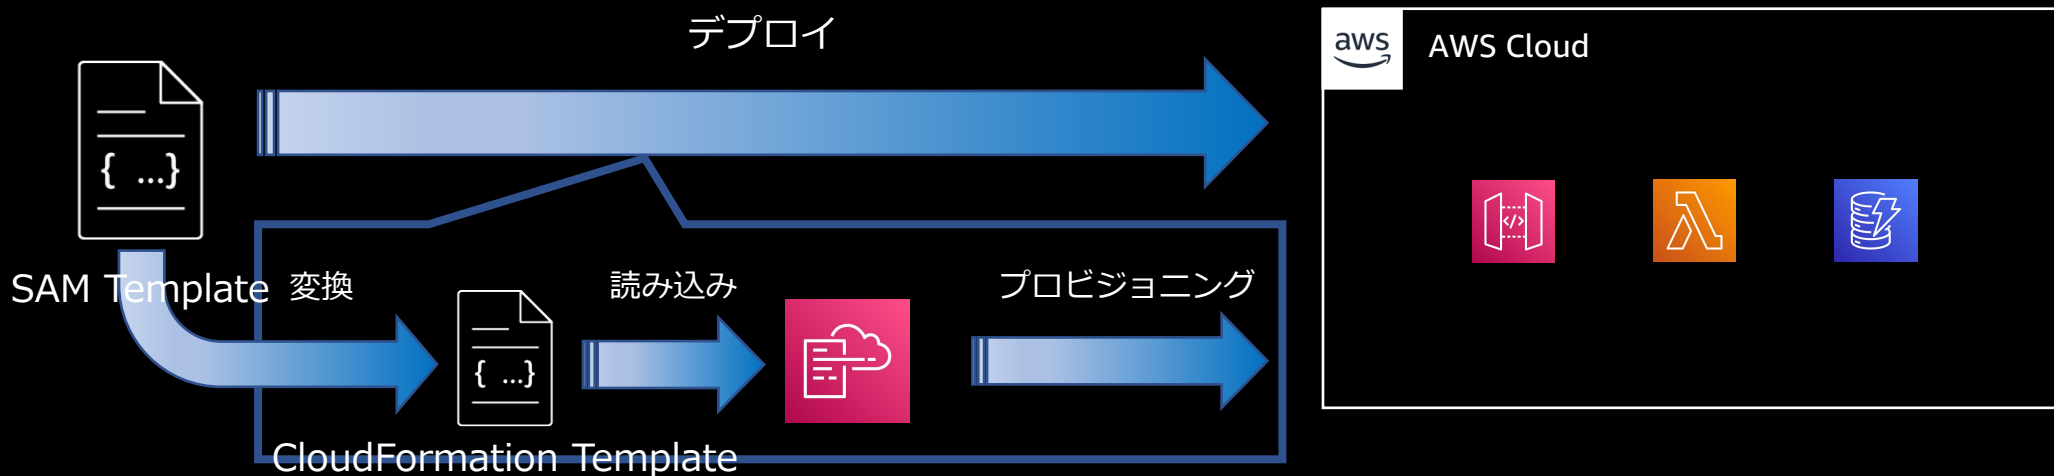 デプロイ
aws
AWS Cloud
{ ...}
</>
SAM Template
変換
読み込み
プロビジョニング
{ ...}
CloudFormation Template